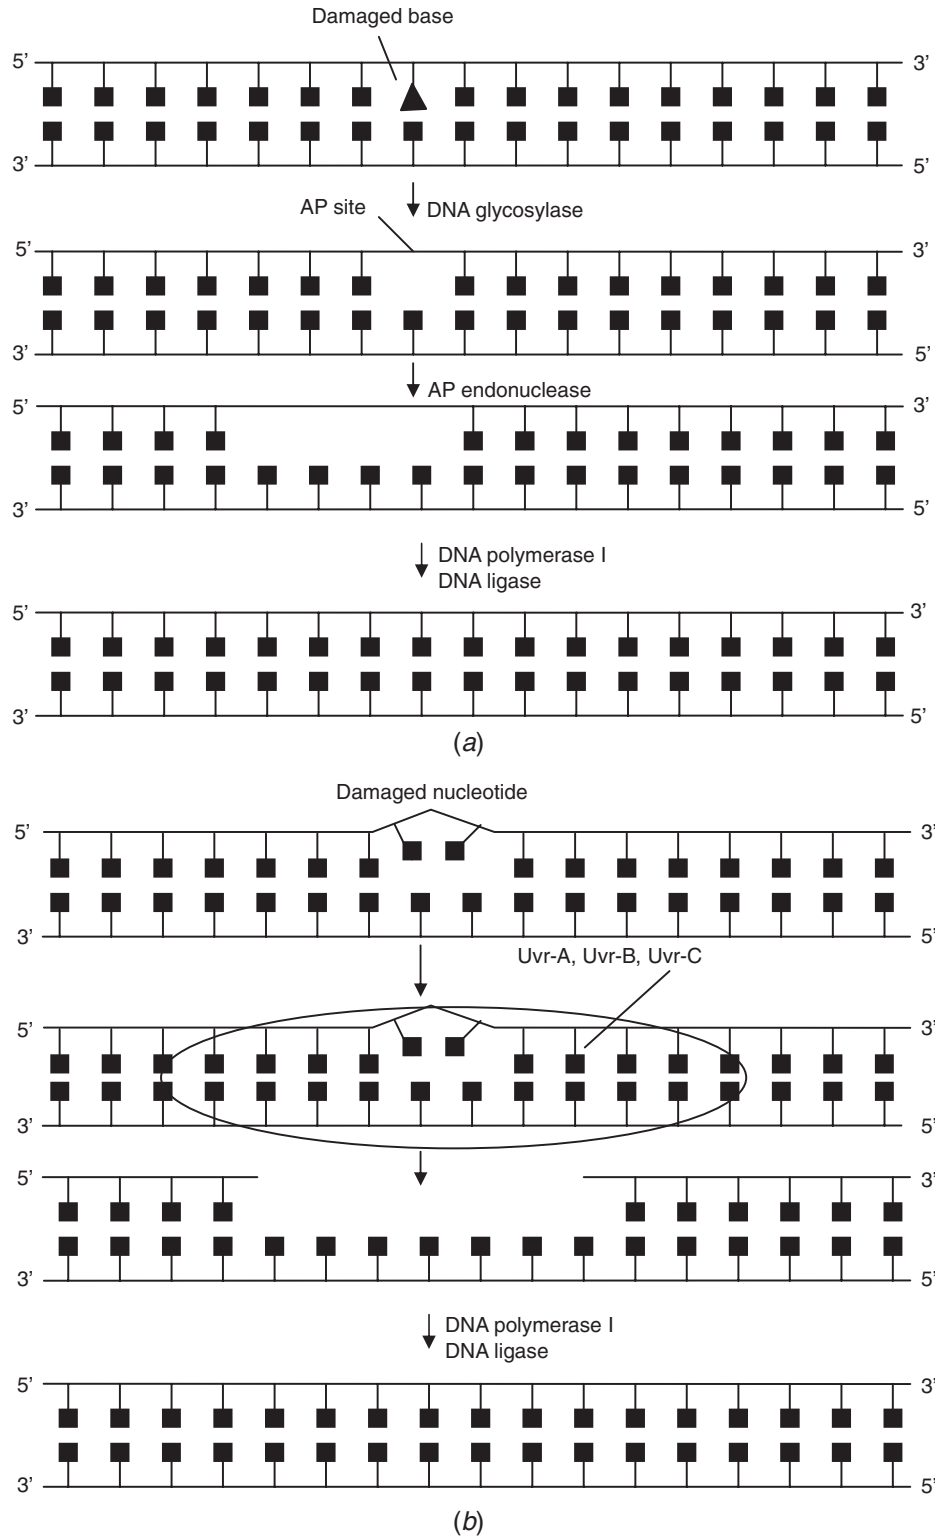 Damaged base
5’ 3’
3’ 5’
DNA glycosylase
AP site
5’ 3’
3’ 5’
AP endonuclease
5’ 3’
3’ 5’
DNA polymerase I
DNA ligase
5’ 3’
3’ 5’
(a)
Damaged nucleotide
5’ 3’
3’ 5’
Uvr-A, Uvr-B, Uvr-C
5’ 3’
3’ 5’
5’ 3’
3’ 5’
DNA polymerase I
DNA ligase
5’ 3’
3’ 5’
(b)